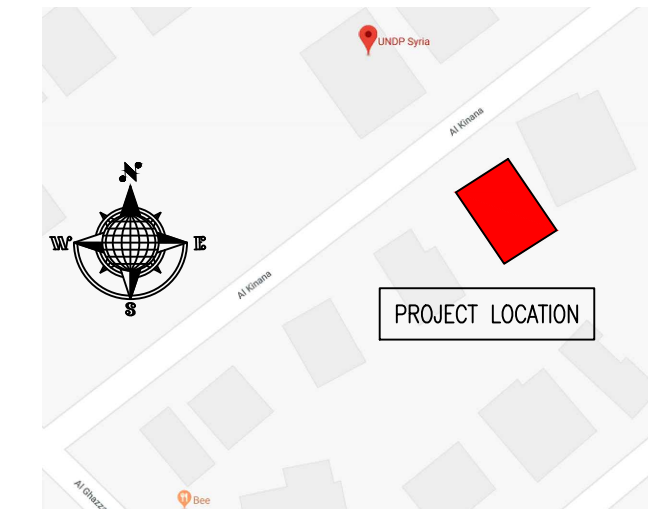 UNDP Syria
Al Kinana
N
W
E
S
Al Kinana
PROJECT LOCATION
Bee